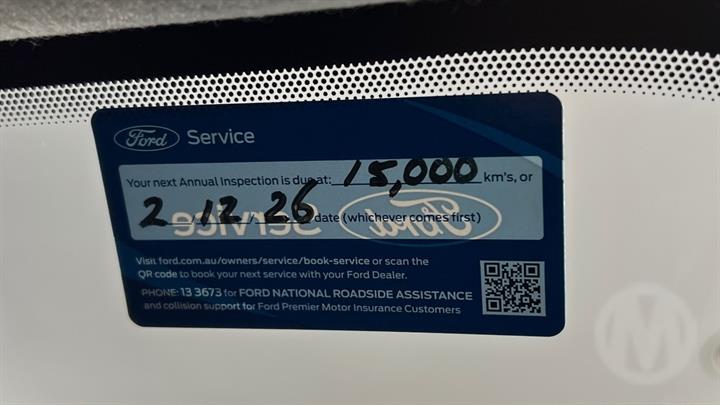 Ford Service
Your next Annual Inspection is due at: 15,000 km's, or
2 / 12 / 26 date (whichever comes first)
Service Ford
Visit ford.com.au/owners/service/book-service or scan the
QR code to book your next service with your Ford Dealer.
PHONE: 13 3673 for FORD NATIONAL ROADSIDE ASSISTANCE
and collision support for Ford Premier Motor Insurance Customers
M